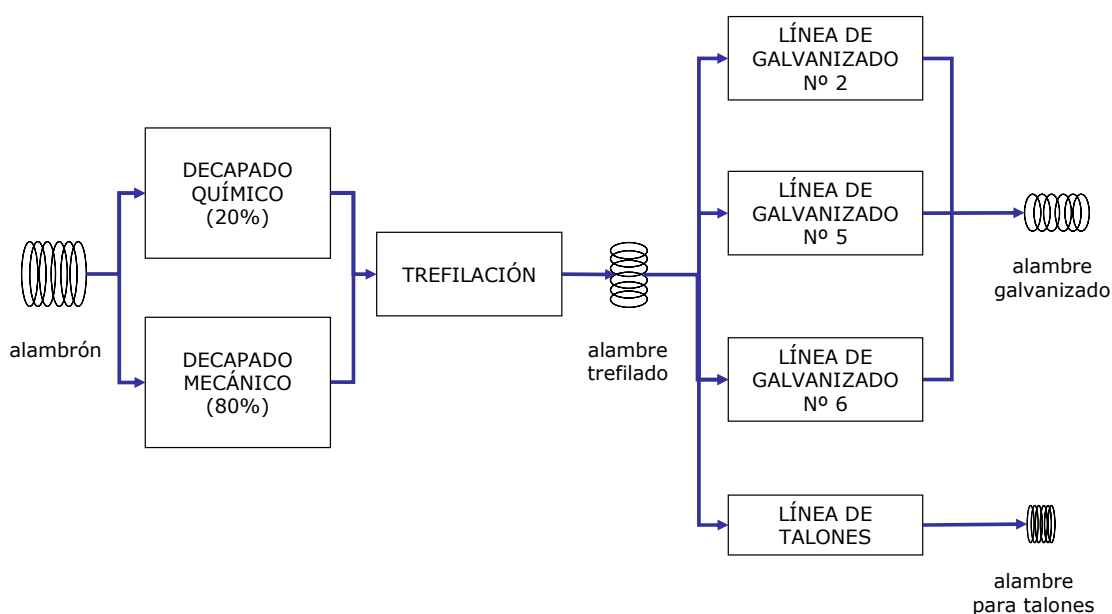 alambrón
DECAPADO
QUÍMICO
(20%)
DECAPADO
MECÁNICO
(80%)
TREFILACIÓN
alambre
trefilado
LÍNEA DE
GALVANIZADO
Nº 2
LÍNEA DE
GALVANIZADO
Nº 5
LÍNEA DE
GALVANIZADO
Nº 6
LÍNEA DE
TALONES
alambre
galvanizado
alambre
para talones